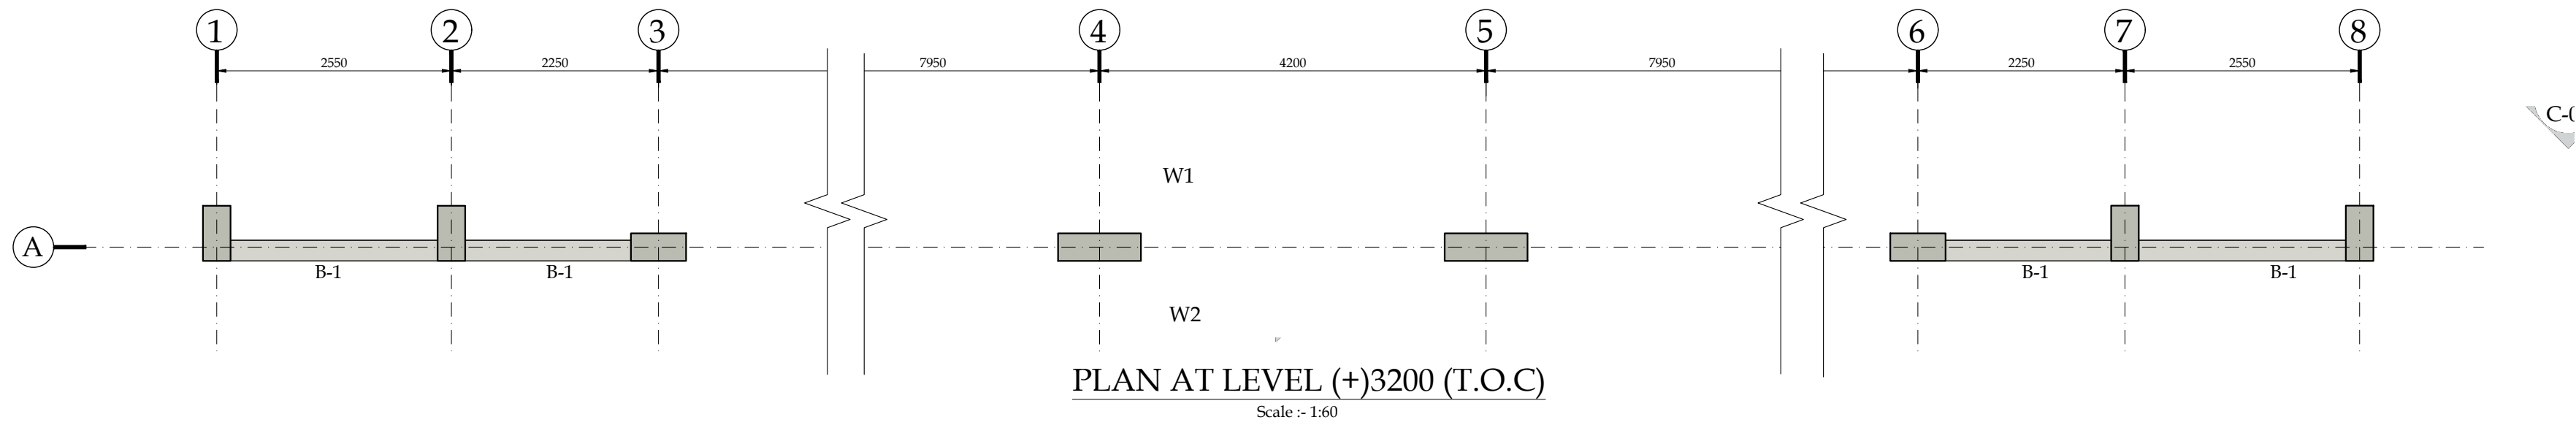 1 2 3 4 5 6 7 8
2550 2250 7950 4200 7950 2250 2550
C-0
W1
A
B-1 B-1 B-1 B-1
W2
PLAN AT LEVEL (+)3200 (T.O.C)
Scale :- 1:60